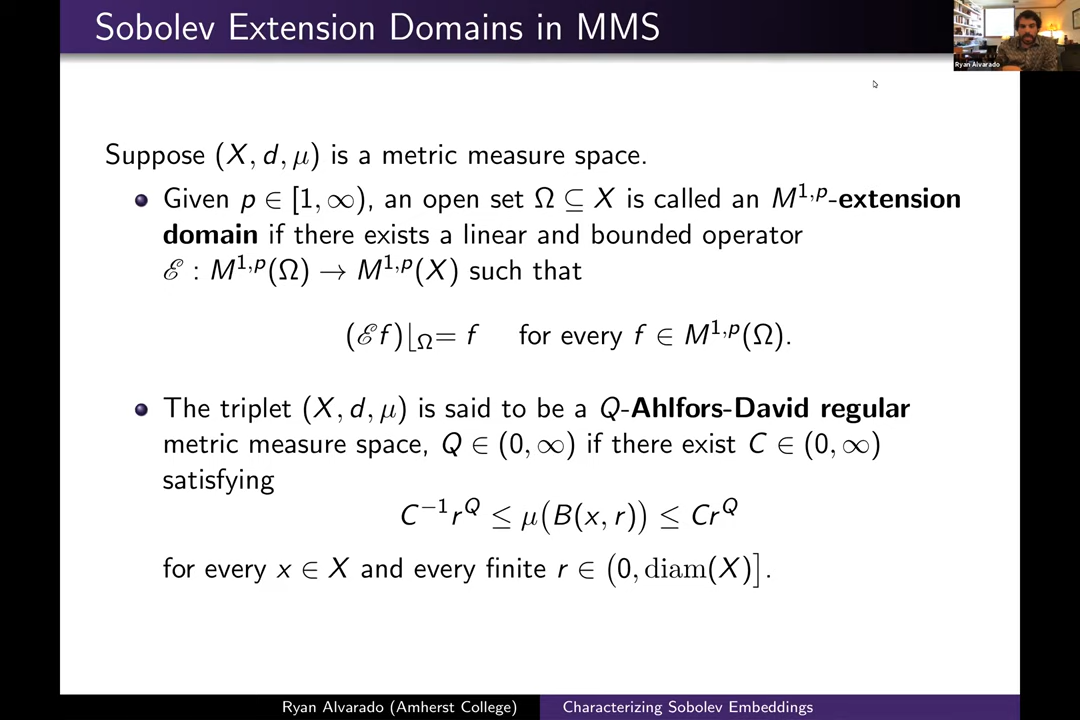 Sobolev Extension Domains in MMS
Ryan Alvarado
Suppose (X, d, μ) is a metric measure space.
Given p ∈ [1, ∞), an open set Ω ⊆ X is called an M^{1,p}-extension
domain if there exists a linear and bounded operator
ℰ : M^{1,p}(Ω) → M^{1,p}(X) such that
(ℰf)⌊_Ω= f for every f ∈ M^{1,p}(Ω).
The triplet (X, d, μ) is said to be a Q-Ahlfors-David regular
metric measure space, Q ∈ (0, ∞) if there exist C ∈ (0, ∞)
satisfying
C^{−1}r^Q ≤ μ(B(x, r)) ≤ Cr^Q
for every x ∈ X and every finite r ∈ (0, diam(X)].
Ryan Alvarado (Amherst College)
Characterizing Sobolev Embeddings